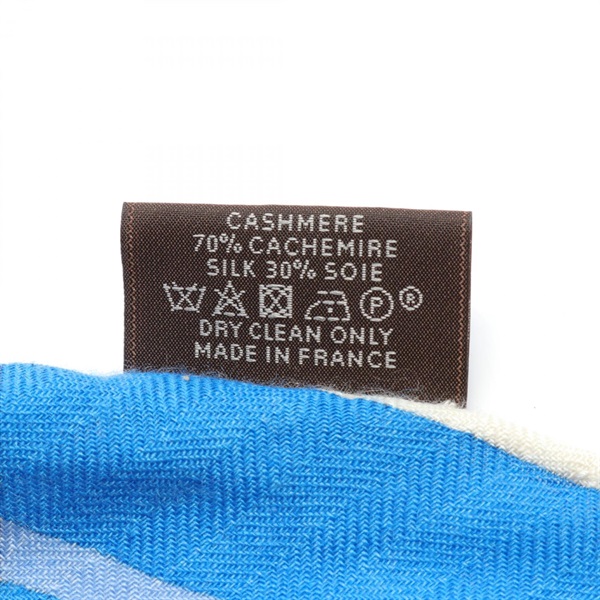 CASHMERE
70% CACHEMIRE
SILK 30% SOIE
P ®
DRY CLEAN ONLY
MADE IN FRANCE